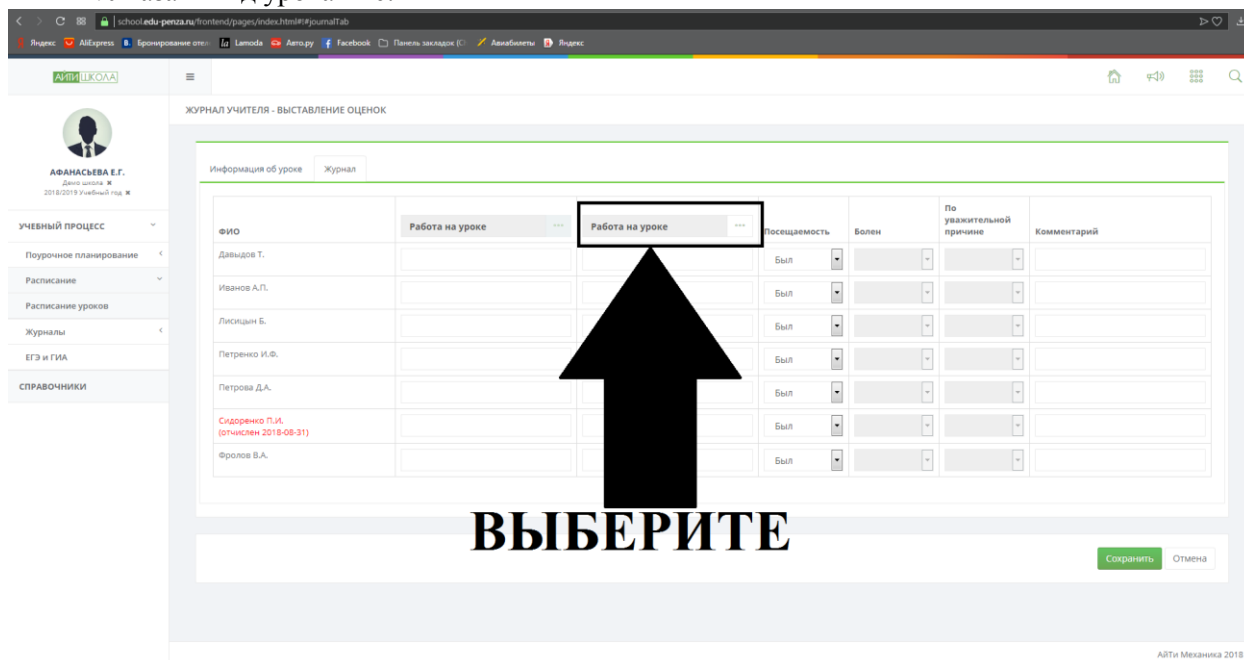 school.edu-penza.ru/frontend/pages/index.html#!#journalTab
Яндекс AliExpress Бронирование отел Lamoda Авто.ру Facebook Панель закладок (С Авиабилеты Яндекс
АЙТИ ШКОЛА
ЖУРНАЛ УЧИТЕЛЯ - ВЫСТАВЛЕНИЕ ОЦЕНОК
АФАНАСЬЕВА Е.Г.
Демо школа
2018/2019 Учебный год
УЧЕБНЫЙ ПРОЦЕСС
Поурочное планирование
Расписание
Расписание уроков
Журналы
ЕГЭ и ГИА
СПРАВОЧНИКИ
Информация об уроке Журнал
ФИО Работа на уроке ... Работа на уроке ... Посещаемость Болен По уважительной причине Комментарий
Давыдов Т. Был
Иванов А.П. Был
Лисицын Б. Был
Петренко И.Ф. Был
Петрова Д.А. Был
Сидоренко П.И. Был
(отчислен 2018-08-31)
Фролов В.А. Был
ВЫБЕРИТЕ
Сохранить Отмена
АйТи Механика 2018